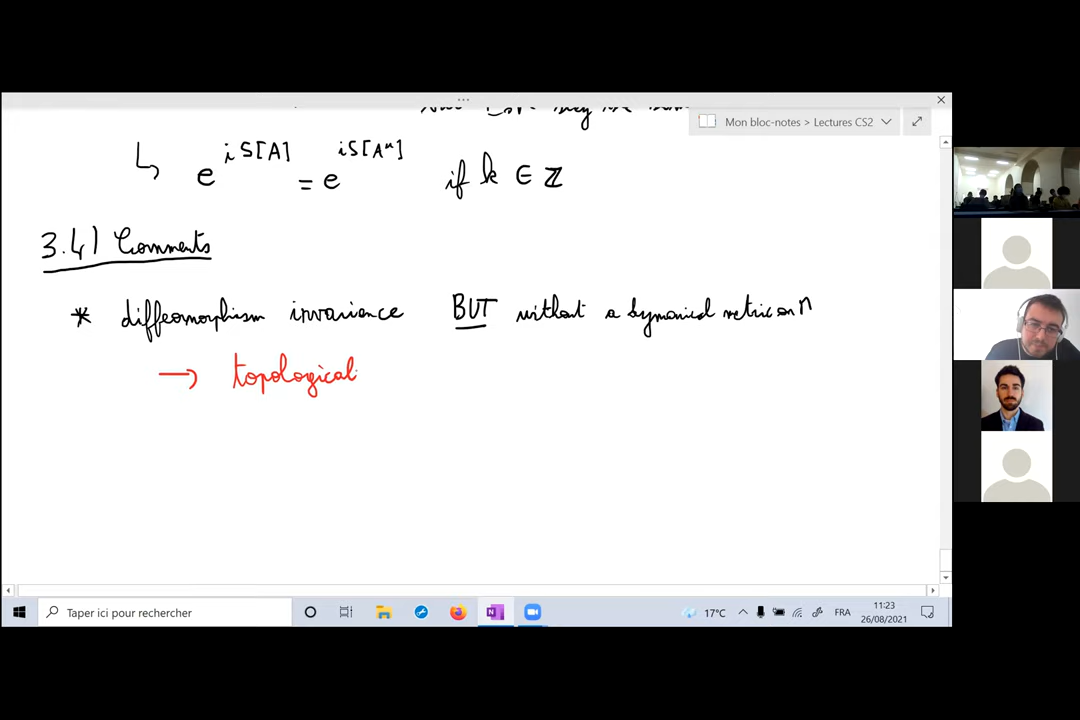 Mon bloc-notes > Lectures CS2
e^{iS[A]} = e^{iS[A^u]} if k ∈ ℤ
3.4) Comments
* diffeomorphism invariance BUT without a dynamical metric on M
→ topological
Taper ici pour rechercher
17°C
FRA
11:23
26/08/2021